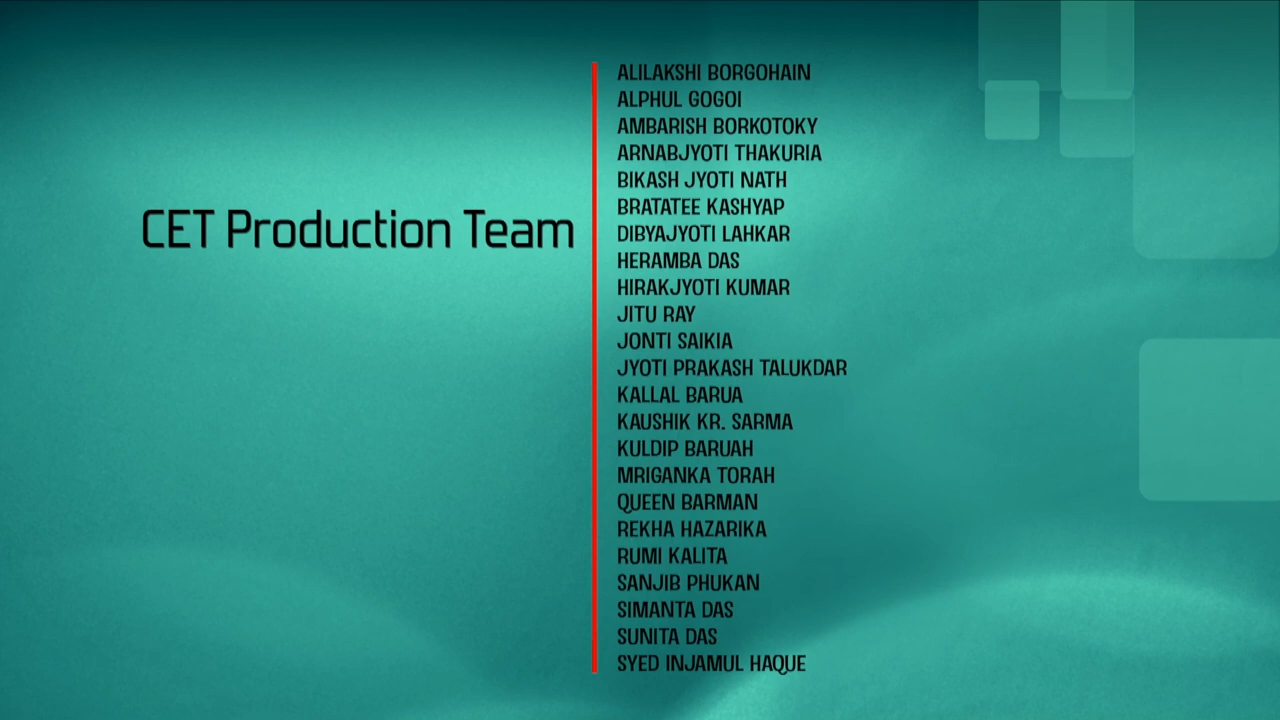 CET Production Team
ALILAKSHI BORGOHAIN
ALPHUL GOGOI
AMBARISH BORKOTOKY
ARNABJYOTI THAKURIA
BIKASH JYOTI NATH
BRATATEE KASHYAP
DIBYAJYOTI LAHKAR
HERAMBA DAS
HIRAKJYOTI KUMAR
JITU RAY
JONTI SAIKIA
JYOTI PRAKASH TALUKDAR
KALLAL BARUA
KAUSHIK KR. SARMA
KULDIP BARUAH
MRIGANKA TORAH
QUEEN BARMAN
REKHA HAZARIKA
RUMI KALITA
SANJIB PHUKAN
SIMANTA DAS
SUNITA DAS
SYED INJAMUL HAQUE